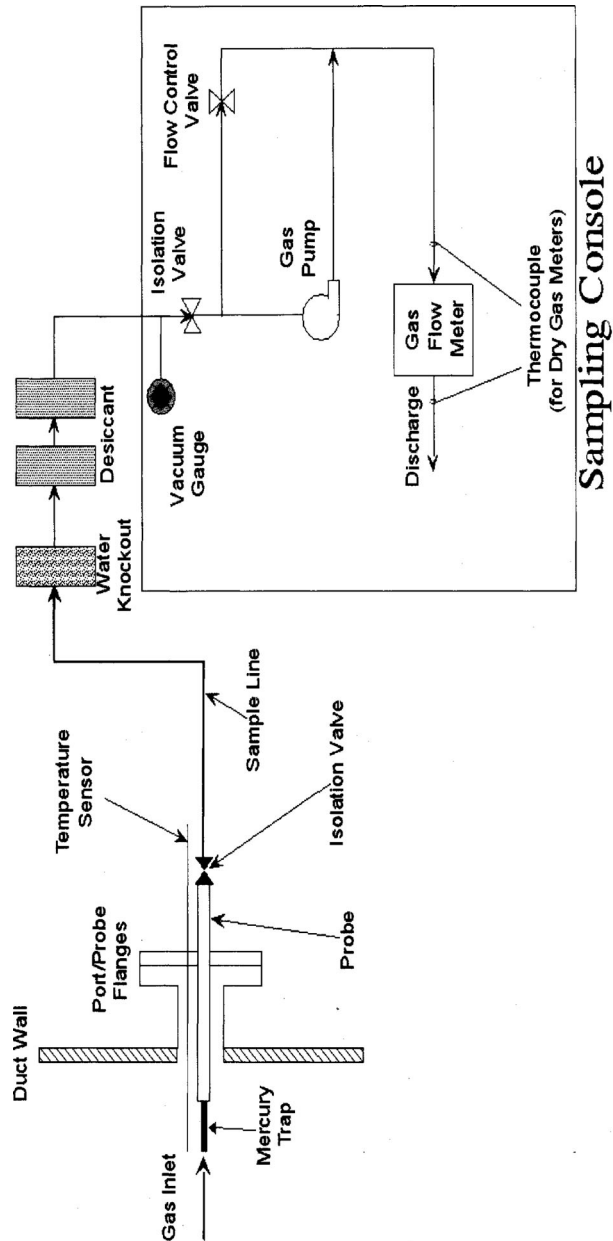 Gas Inlet
Duct Wall
Port/Probe
Flanges
Temperature
Sensor
Mercury
Trap
Probe
Isolation Valve
Sample Line
Water
Knockout
Desiccant
Vacuum
Gauge
Isolation
Valve
Flow Control
Valve
Gas
Pump
Gas
Flow
Meter
Discharge
Thermocouple
(for Dry Gas Meters)
Sampling Console